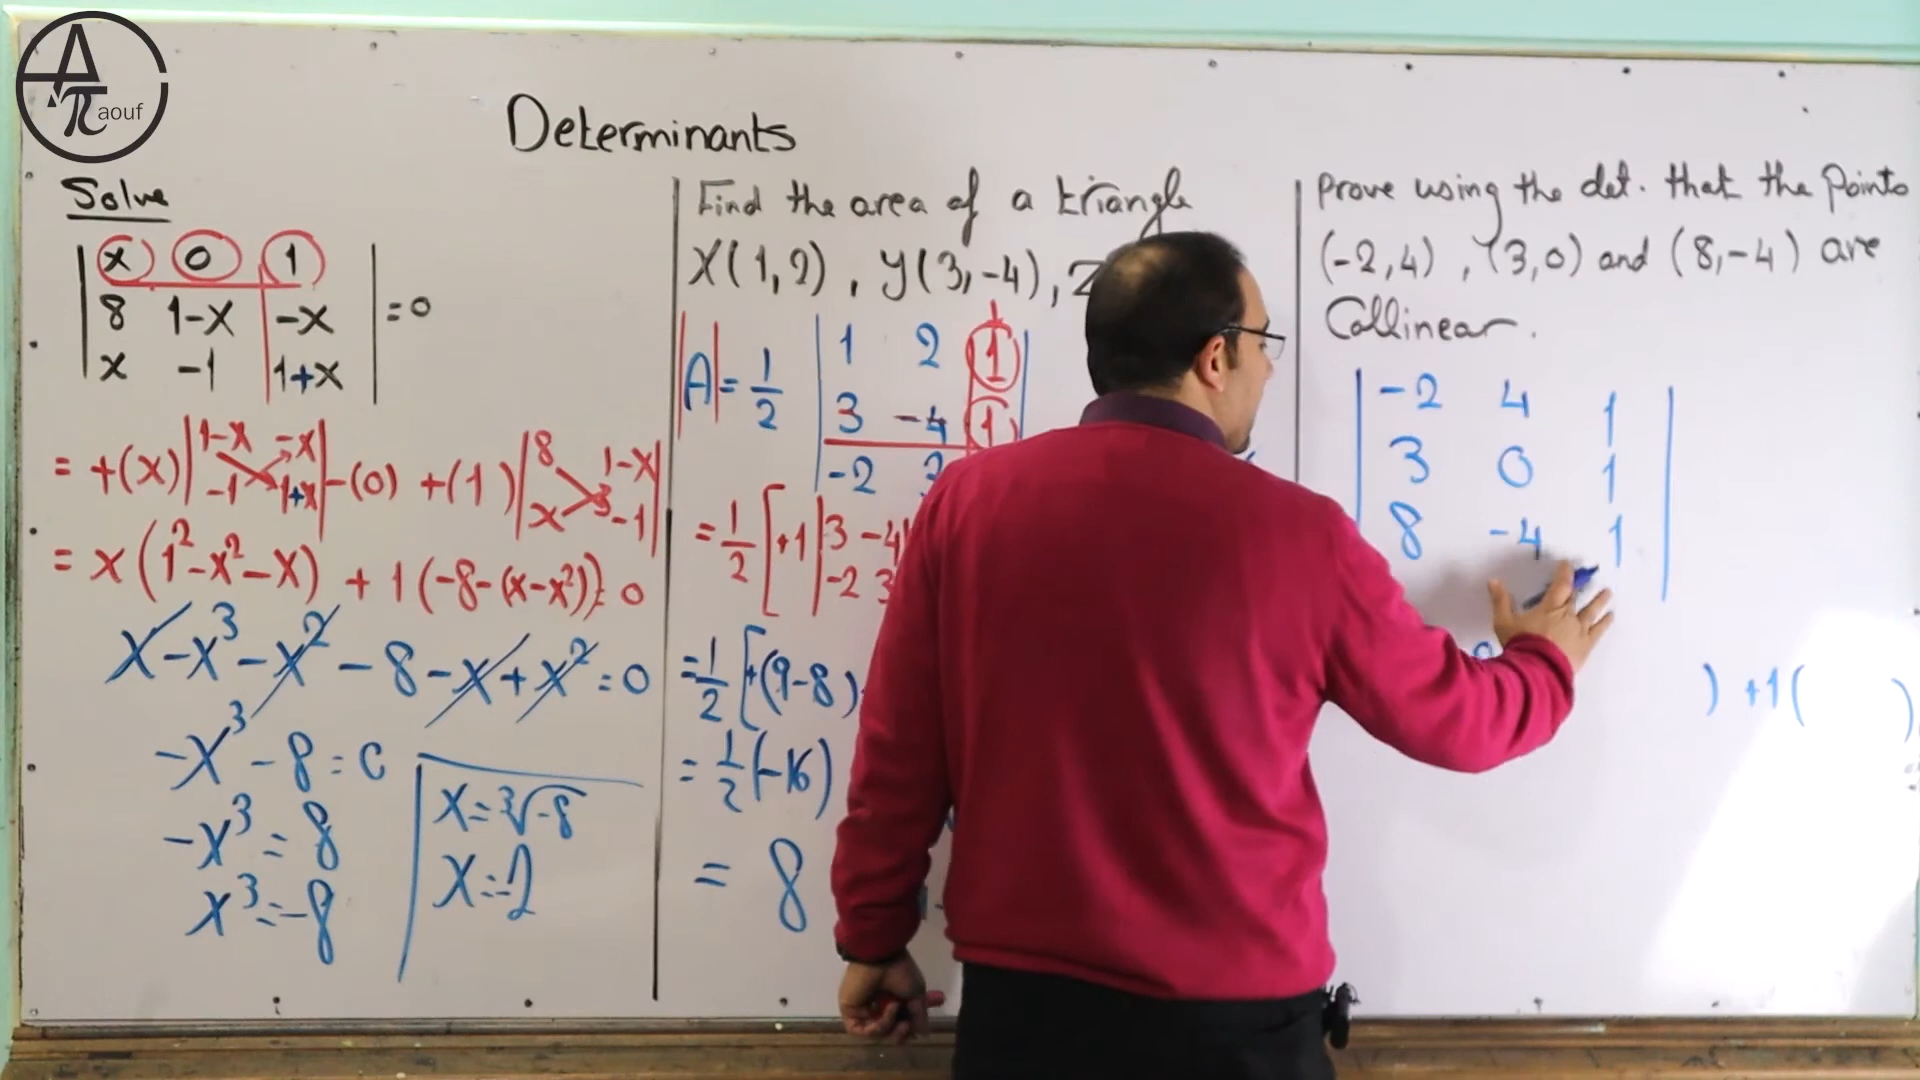 Aπaouf
Determinants
Solve
| x 0 1 |
| 8 1-x -x | = 0
| x -1 1+x |
= +(x) | 1-x -x | -(0) +(1) | 8 1-x |
| -1 1+x | | x -1 |
= x(1²-x²-x) + 1(-8-(x-x²)) = 0
x-x³-x²-8-x+x²=0
-x³-8=0
-x³=8
x³=-8
x=∛-8
x=-2
Find the area of a triangle
X(1,2), Y(3,-4), Z
|A| = 1/2 | 1 2 1 |
3 -4 1
-2 3
= 1/2 [ +1 | 3 -4 |
-2 3
= 1/2 [ +(9-8)
= 1/2 (-16)
= 8
Prove using the det. that the points
(-2,4), (3,0) and (8,-4) are
Collinear.
| -2 4 1 |
| 3 0 1 |
| 8 -4 1 |
) +1( )